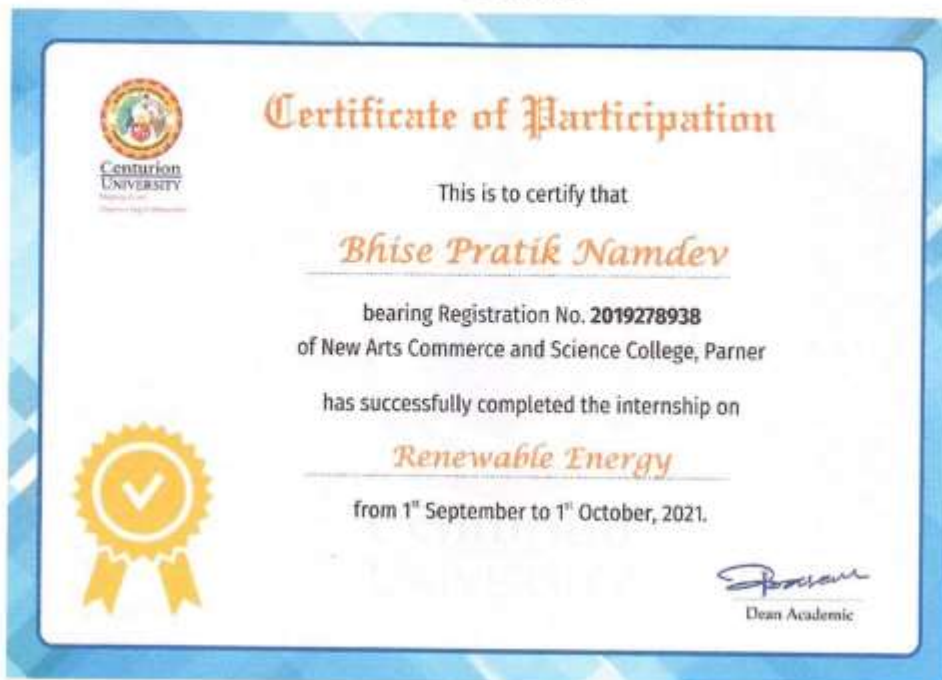 Certificate of Participation
Centurion
UNIVERSITY
This is to certify that
Bhise Pratik Namdev
bearing Registration No. 2019278938
of New Arts Commerce and Science College, Parner
has successfully completed the internship on
Renewable Energy
from 1st September to 1st October, 2021.
Dean Academic